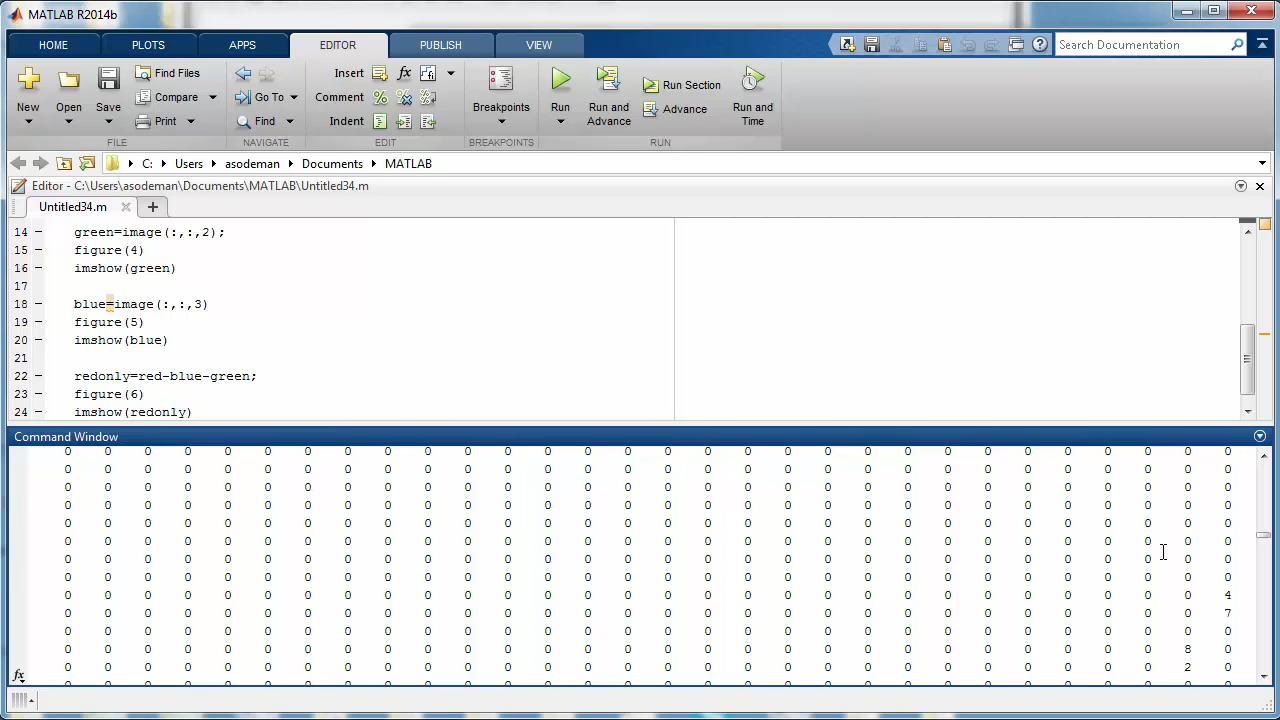 MATLAB R2014b
HOME PLOTS APPS EDITOR PUBLISH VIEW Search Documentation
New Open Save Find Files Compare Print Insert Comment Indent Go To Find Breakpoints Run Run and Advance Run Section Advance Run and Time
FILE NAVIGATE EDIT BREAKPOINTS RUN
C: Users asodeman Documents MATLAB
Editor - C:\Users\asodeman\Documents\MATLAB\Untitled34.m
Untitled34.m
14 – green=image(:,:,2);
15 – figure(4)
16 – imshow(green)
17
18 – blue=image(:,:,3)
19 – figure(5)
20 – imshow(blue)
21
22 – redonly=red-blue-green;
23 – figure(6)
24 – imshow(redonly)
Command Window
0 0 0 0 0 0 0 0 0 0 0 0 0 0 0 0 0 0 0 0 0 0 0 0 0 0 0 0 0 0
0 0 0 0 0 0 0 0 0 0 0 0 0 0 0 0 0 0 0 0 0 0 0 0 0 0 0 0 0 0
0 0 0 0 0 0 0 0 0 0 0 0 0 0 0 0 0 0 0 0 0 0 0 0 0 0 0 0 0 0
0 0 0 0 0 0 0 0 0 0 0 0 0 0 0 0 0 0 0 0 0 0 0 0 0 0 0 0 0 0
0 0 0 0 0 0 0 0 0 0 0 0 0 0 0 0 0 0 0 0 0 0 0 0 0 0 0 0 0 0
0 0 0 0 0 0 0 0 0 0 0 0 0 0 0 0 0 0 0 0 0 0 0 0 0 0 0 0 0 0
0 0 0 0 0 0 0 0 0 0 0 0 0 0 0 0 0 0 0 0 0 0 0 0 0 0 0 0 0 0
0 0 0 0 0 0 0 0 0 0 0 0 0 0 0 0 0 0 0 0 0 0 0 0 0 0 0 0 0 0
0 0 0 0 0 0 0 0 0 0 0 0 0 0 0 0 0 0 0 0 0 0 0 0 0 0 0 0 0 4
0 0 0 0 0 0 0 0 0 0 0 0 0 0 0 0 0 0 0 0 0 0 0 0 0 0 0 0 0 7
0 0 0 0 0 0 0 0 0 0 0 0 0 0 0 0 0 0 0 0 0 0 0 0 0 0 0 0 0 0
0 0 0 0 0 0 0 0 0 0 0 0 0 0 0 0 0 0 0 0 0 0 0 0 0 0 0 0 8 0
0 0 0 0 0 0 0 0 0 0 0 0 0 0 0 0 0 0 0 0 0 0 0 0 0 0 0 0 2 0
fx